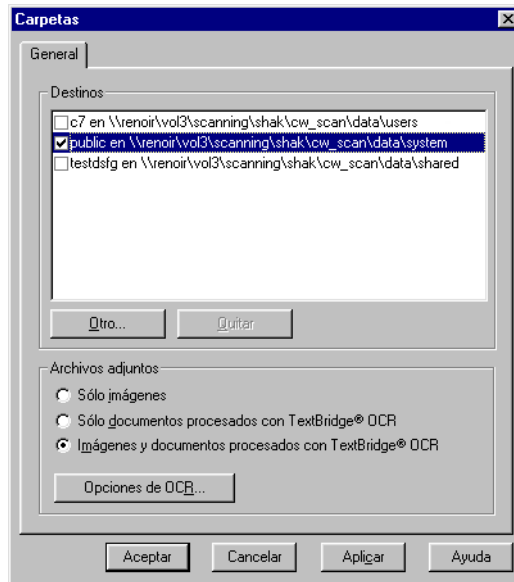 Carpetas
General
Destinos
c7 en \\renoir\vol3\scanning\shak\cw_scan\data\users
public en \\renoir\vol3\scanning\shak\cw_scan\data\system
testdsfg en \\renoir\vol3\scanning\shak\cw_scan\data\shared
Otro... Quitar
Archivos adjuntos
Sólo imágenes
Sólo documentos procesados con TextBridge® OCR
Imágenes y documentos procesados con TextBridge® OCR
Opciones de OCR...
Aceptar Cancelar Aplicar Ayuda